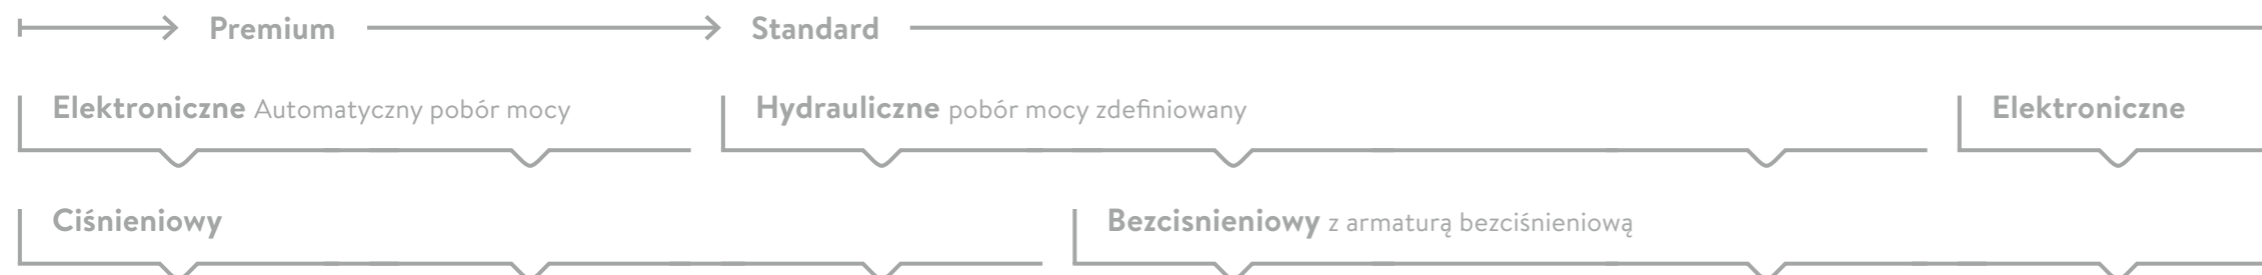 Premium Standard
Elektroniczne Automatyczny pobór mocy Hydrauliczne pobór mocy zdefiniowany Elektroniczne
Ciśnieniowy Bezcisnieniowy z armaturą bezciśnieniową